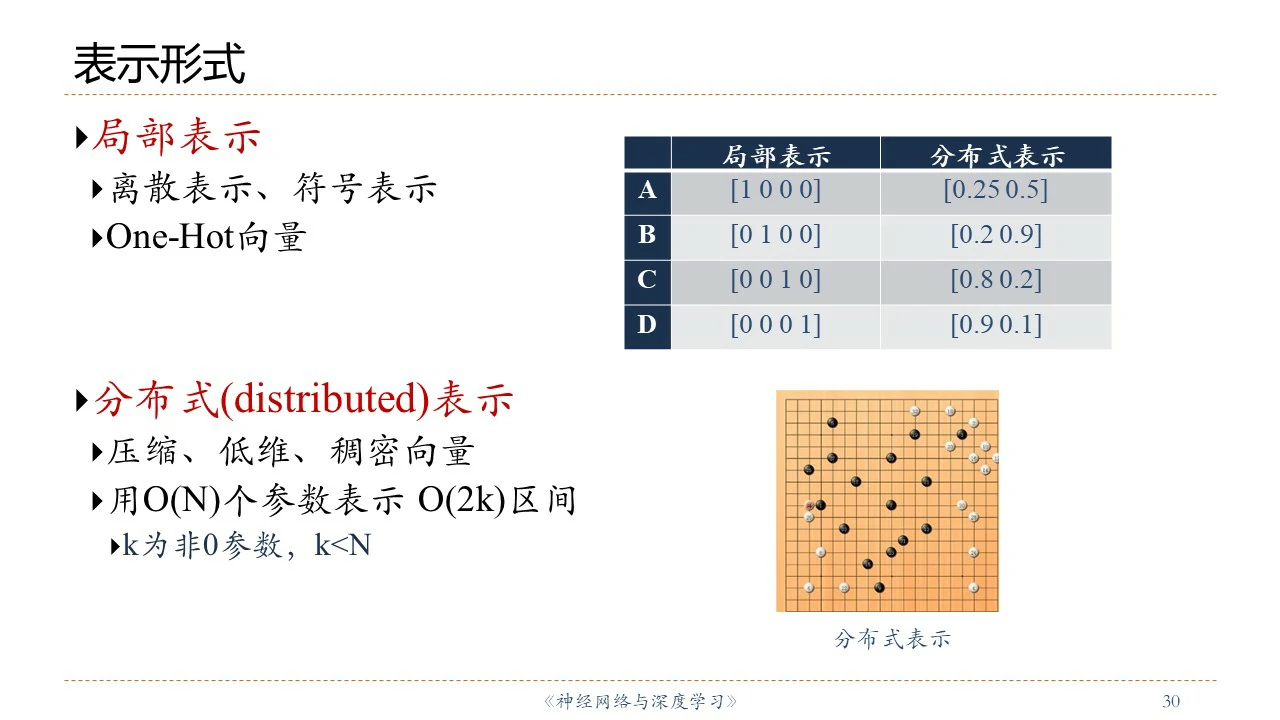 表示形式
局部表示
离散表示、符号表示
One-Hot向量
局部表示 分布式表示
A [1 0 0 0] [0.25 0.5]
B [0 1 0 0] [0.2 0.9]
C [0 0 1 0] [0.8 0.2]
D [0 0 0 1] [0.9 0.1]
分布式(distributed)表示
压缩、低维、稠密向量
用O(N)个参数表示 O(2k)区间
k为非0参数，k<N
分布式表示
《神经网络与深度学习》
30